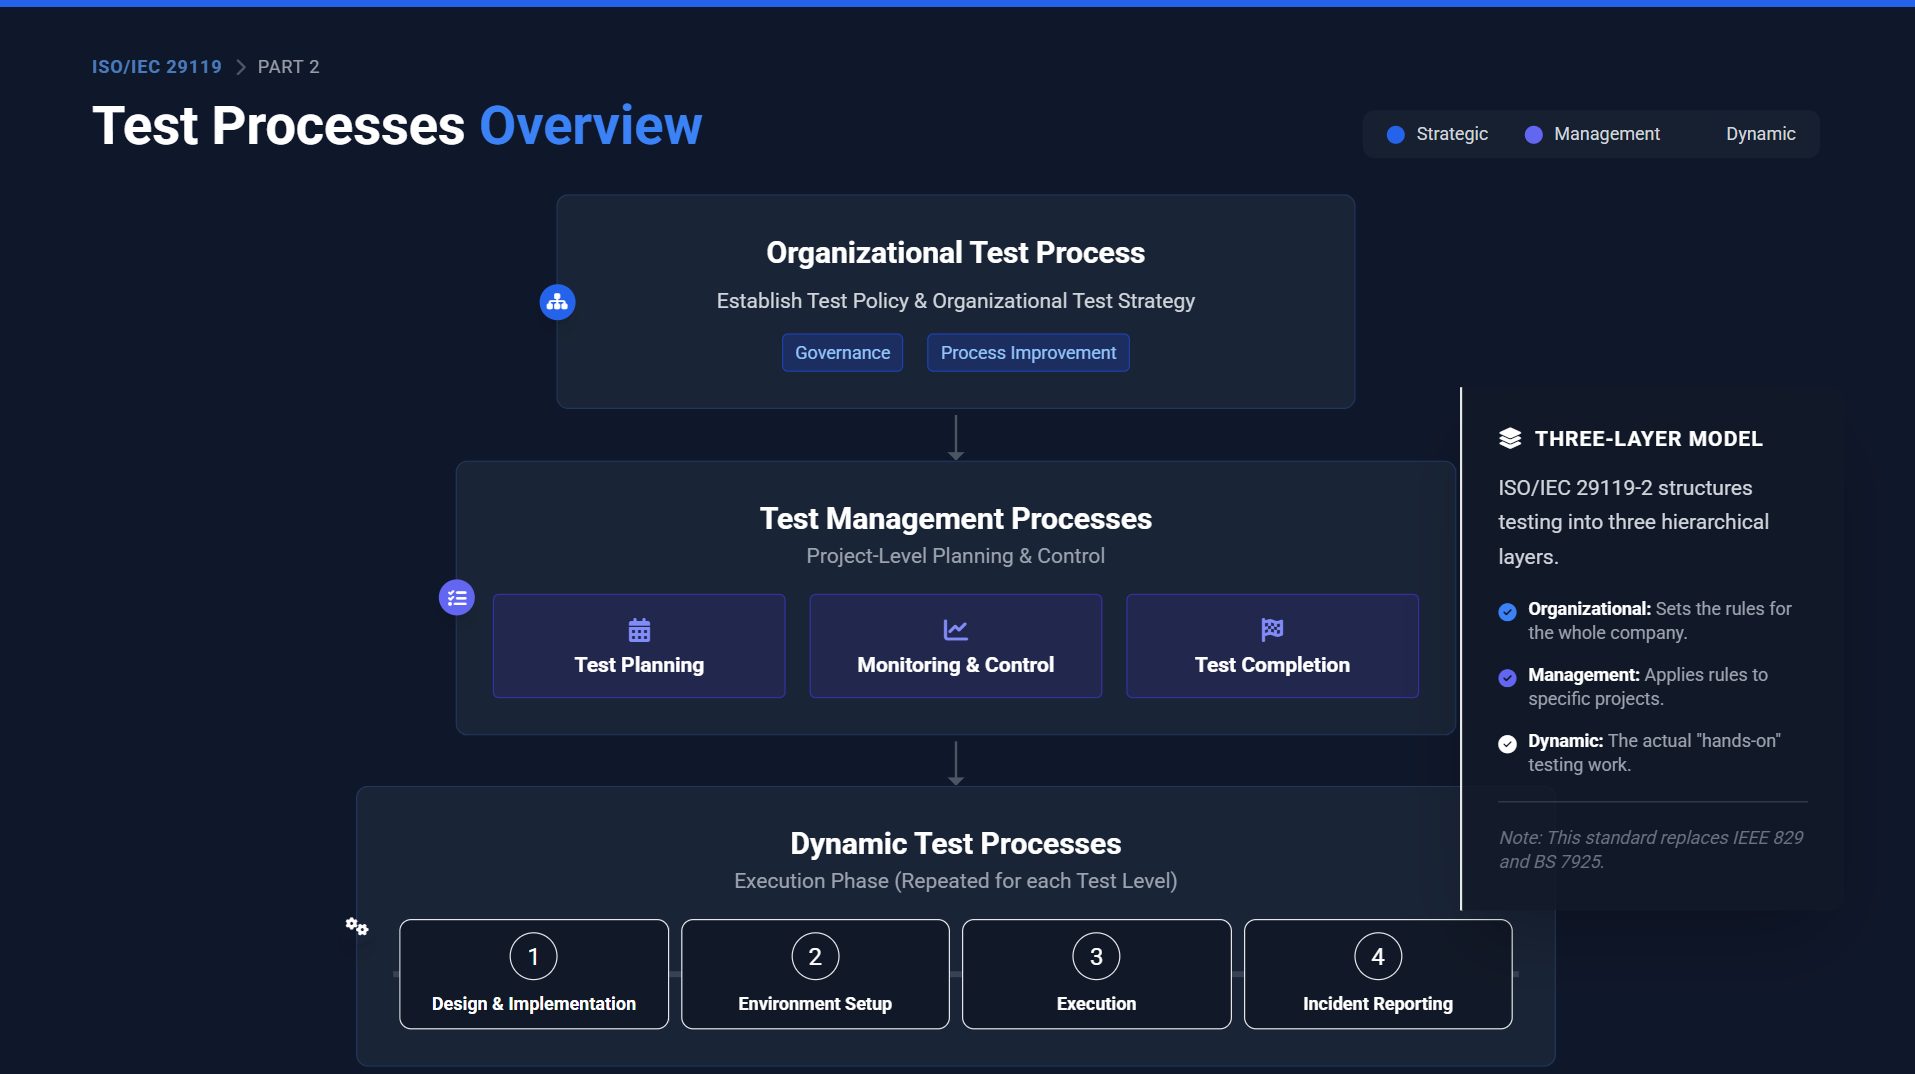 ISO/IEC 29119 > PART 2
Test Processes Overview
Strategic
Management
Dynamic
Organizational Test Process
Establish Test Policy & Organizational Test Strategy
Governance
Process Improvement
Test Management Processes
Project-Level Planning & Control
Test Planning
Monitoring & Control
Test Completion
Dynamic Test Processes
Execution Phase (Repeated for each Test Level)
1
Design & Implementation
2
Environment Setup
3
Execution
4
Incident Reporting
THREE-LAYER MODEL
ISO/IEC 29119-2 structures
testing into three hierarchical
layers.
Organizational: Sets the rules for
the whole company.
Management: Applies rules to
specific projects.
Dynamic: The actual "hands-on"
testing work.
Note: This standard replaces IEEE 829
and BS 7925.